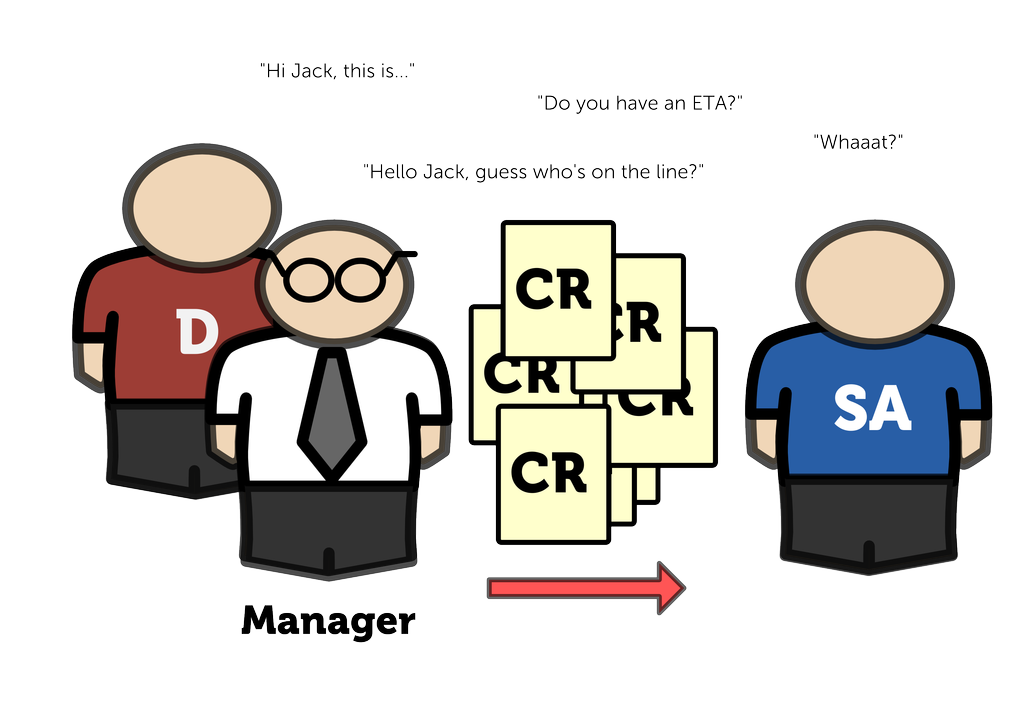 "Hi Jack, this is..."
"Do you have an ETA?"
"Whaaat?"
"Hello Jack, guess who's on the line?"
D
CR
CR
CR
CR
CR
SA
Manager